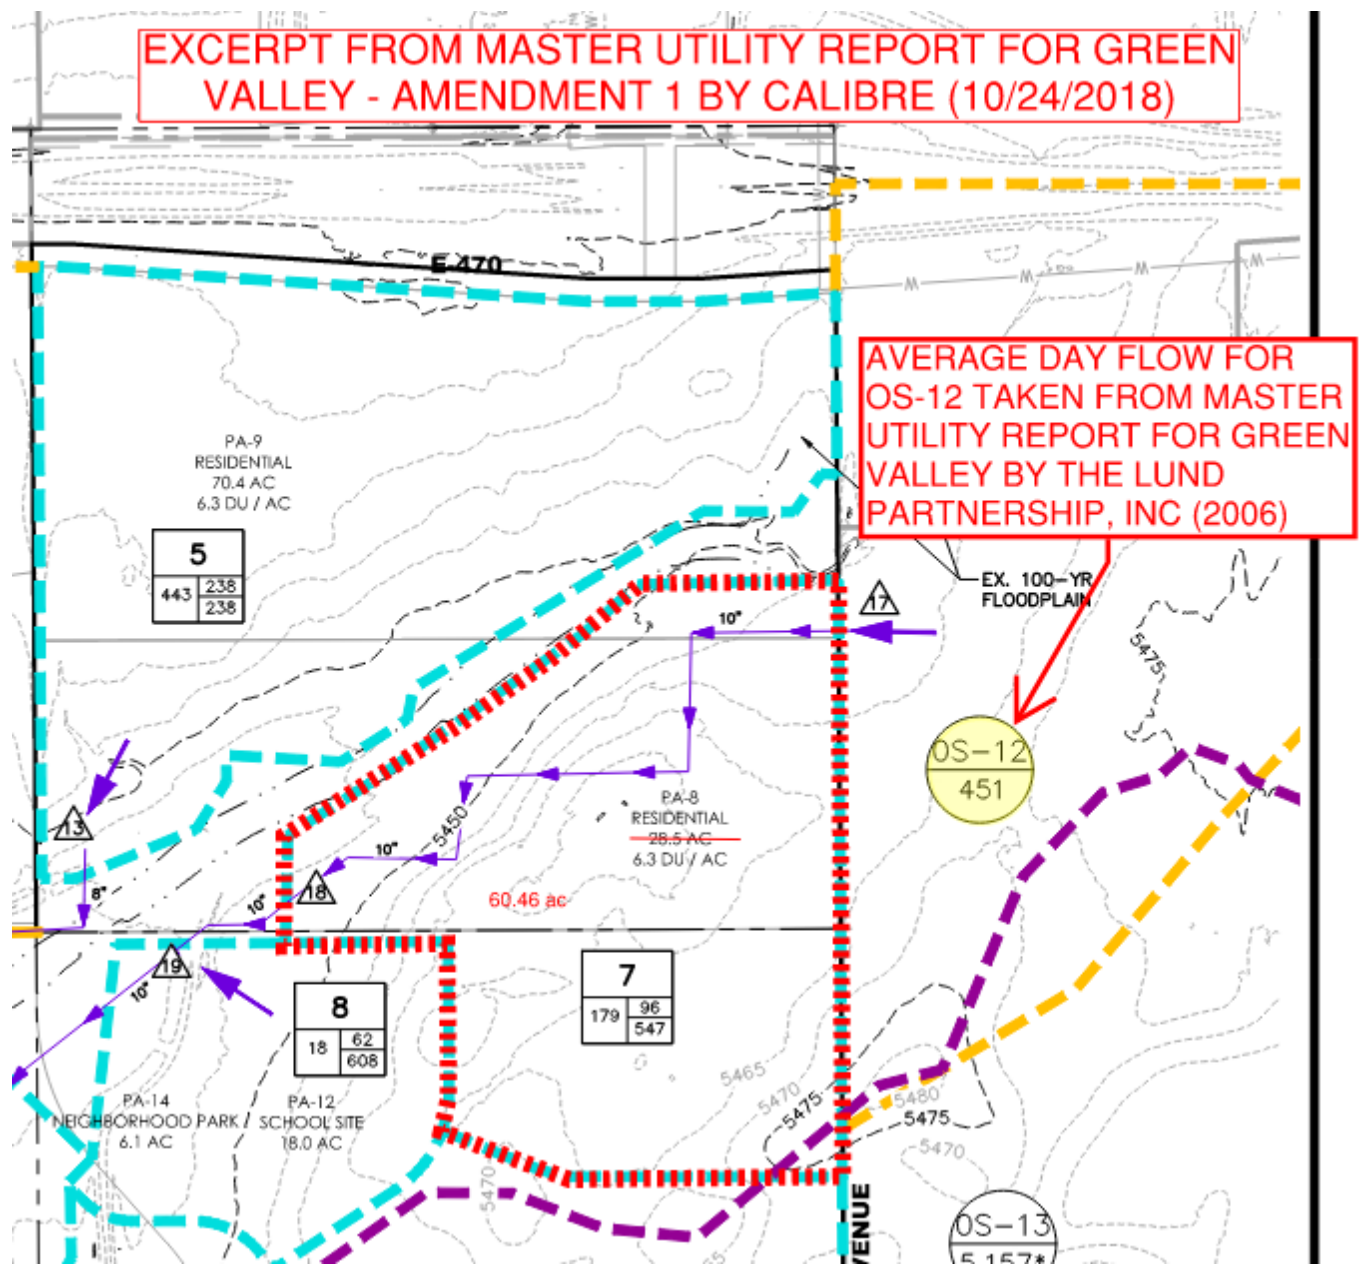 EXCERPT FROM MASTER UTILITY REPORT FOR GREEN
VALLEY - AMENDMENT 1 BY CALIBRE (10/24/2018)
E-470
W W W W
AVERAGE DAY FLOW FOR
OS-12 TAKEN FROM MASTER
UTILITY REPORT FOR GREEN
VALLEY BY THE LUND
PARTNERSHIP, INC (2006)
PA-9
RESIDENTIAL
70.4 AC
6.3 DU / AC
5
443
238
238
EX. 100-YR
FLOODPLAIN
17
10"
5475
OS-12
451
PA-8
RESIDENTIAL
28.5 AC
6.3 DU / AC
5450
13
10"
18
8"
10"
60.46 ac
19
10"
7
179
96
547
8
18
62
608
5465
5470
5475
5480
5475
5470
PA-14
NEIGHBORHOOD PARK
6.1 AC
PA-12
SCHOOL SITE
18.0 AC
5470
VENUE
OS-13
5,157*